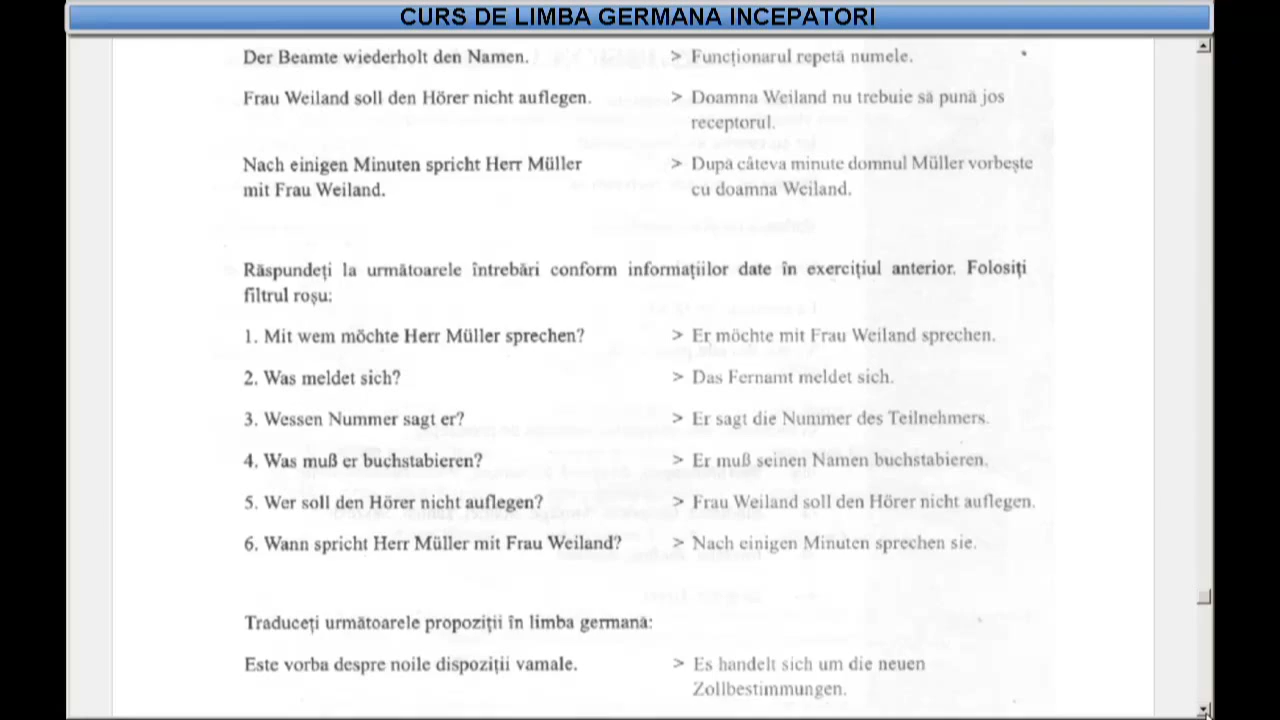 CURS DE LIMBA GERMANA INCEPATORI
Der Beamte wiederholt den Namen. > Funcționarul repetă numele.
Frau Weiland soll den Hörer nicht auflegen. > Doamna Weiland nu trebuie să pună jos
receptorul.
Nach einigen Minuten spricht Herr Müller > După câteva minute domnul Müller vorbește
mit Frau Weiland. cu doamna Weiland.
Răspundeți la următoarele întrebări conform informațiilor date în exercițiul anterior. Folosiți
filtrul roșu:
1. Mit wem möchte Herr Müller sprechen? > Er möchte mit Frau Weiland sprechen.
2. Was meldet sich? > Das Fernamt meldet sich.
3. Wessen Nummer sagt er? > Er sagt die Nummer des Teilnehmers.
4. Was muß er buchstabieren? > Er muß seinen Namen buchstabieren.
5. Wer soll den Hörer nicht auflegen? > Frau Weiland soll den Hörer nicht auflegen.
6. Wann spricht Herr Müller mit Frau Weiland? > Nach einigen Minuten sprechen sie.
Traduceți următoarele propoziții în limba germană:
Este vorba despre noile dispoziții vamale. > Es handelt sich um die neuen
Zollbestimmungen.